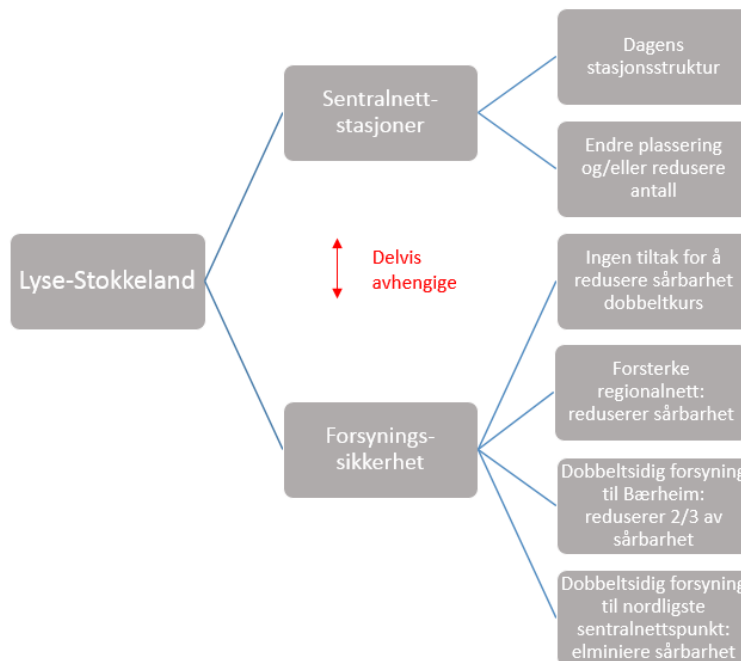 Lyse-Stokkeland
Sentralnett-
stasjoner
Dagens
stasjonsstruktur
Endre plassering
og/eller redusere
antall
Delvis
avhengige
Forsynings-
sikkerhet
Ingen tiltak for å
redusere sårbarhet
dobbeltkurs
Forsterke
regionalnett:
reduserer sårbarhet
Dobbeltsidig forsyning
til Bærheim:
reduserer 2/3 av
sårbarhet
Dobbeltsidig forsyning
til nordligste
sentralnettspunkt:
elminiere sårbarhet